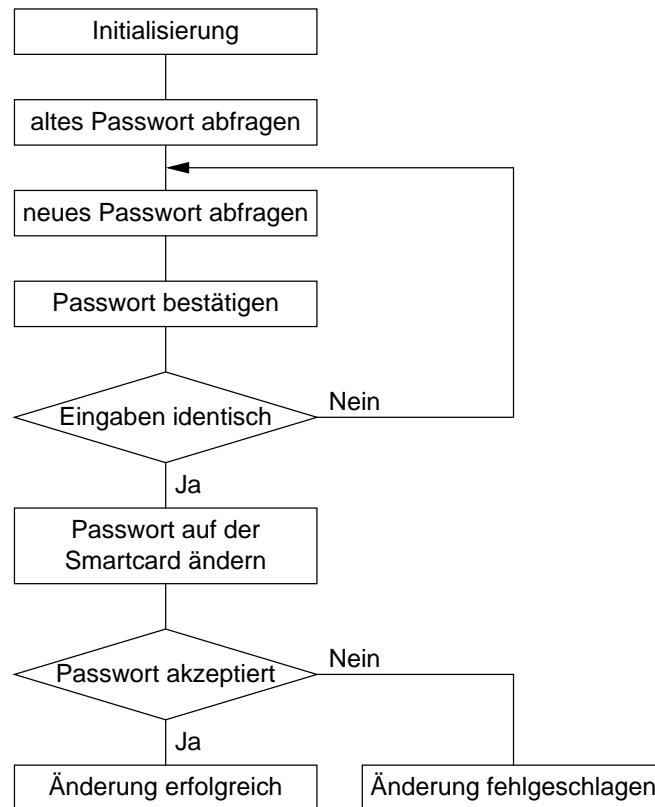 Initialisierung
altes Passwort abfragen
neues Passwort abfragen
Passwort bestätigen
Eingaben identisch
Nein
Ja
Passwort auf der
Smartcard ändern
Passwort akzeptiert
Nein
Ja
Änderung erfolgreich
Änderung fehlgeschlagen